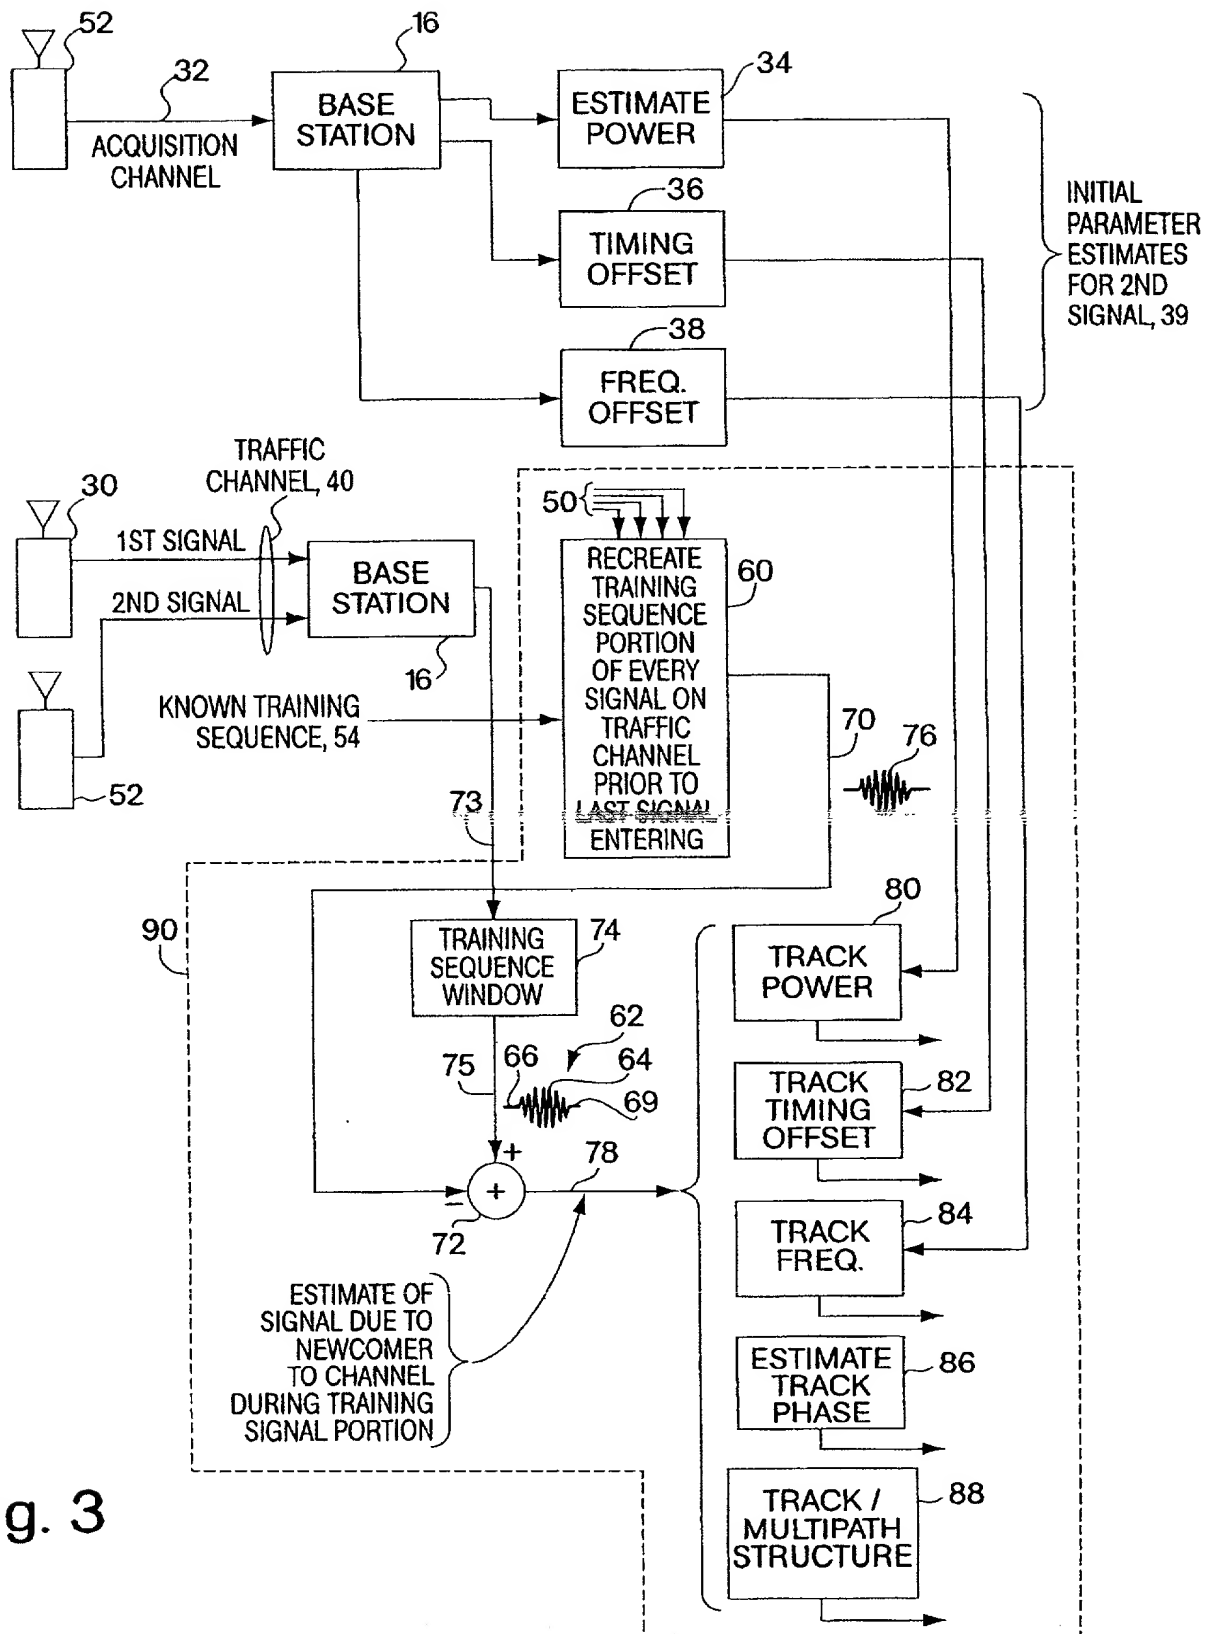 52
16
32
34
BASE
STATION
ESTIMATE
POWER
ACQUISITION
CHANNEL
36
TIMING
OFFSET
INITIAL
PARAMETER
ESTIMATES
FOR 2ND
SIGNAL, 39
38
FREQ.
OFFSET
TRAFFIC
CHANNEL, 40
30
1ST SIGNAL
2ND SIGNAL
BASE
STATION
16
50
RECREATE
TRAINING
SEQUENCE
PORTION
OF EVERY
SIGNAL ON
TRAFFIC
CHANNEL
PRIOR TO
LAST SIGNAL
ENTERING
60
KNOWN TRAINING
SEQUENCE, 54
52
70
76
73
90
TRAINING
SEQUENCE
WINDOW
74
80
TRACK
POWER
62
75
66
64
69
TRACK
TIMING
OFFSET
82
+
+
−
72
78
TRACK
FREQ.
84
ESTIMATE OF
SIGNAL DUE TO
NEWCOMER
TO CHANNEL
DURING TRAINING
SIGNAL PORTION
ESTIMATE
TRACK
PHASE
86
TRACK /
MULTIPATH
STRUCTURE
88
g. 3